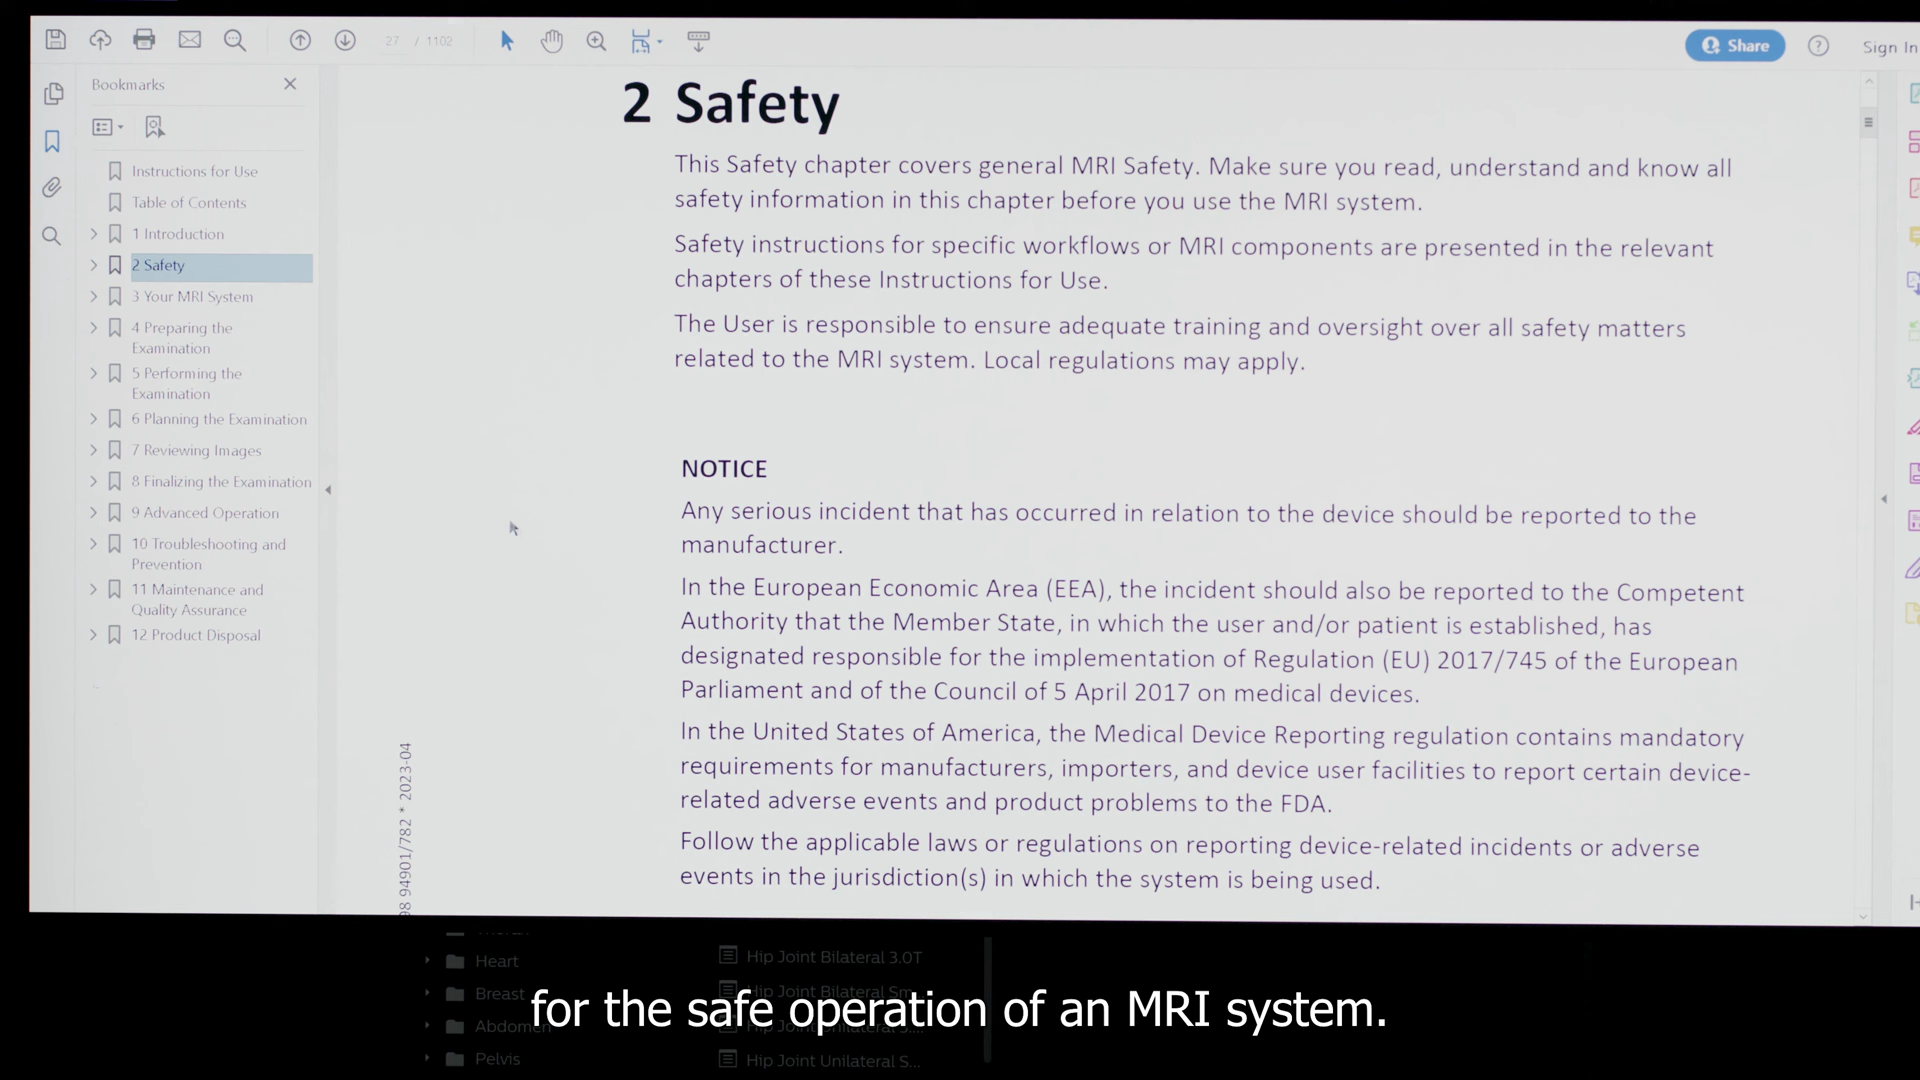 27 / 1102
Share
Sign In
Bookmarks
Instructions for Use
Table of Contents
1 Introduction
2 Safety
3 Your MRI System
4 Preparing the
Examination
5 Performing the
Examination
6 Planning the Examination
7 Reviewing Images
8 Finalizing the Examination
9 Advanced Operation
10 Troubleshooting and
Prevention
11 Maintenance and
Quality Assurance
12 Product Disposal
2 Safety
This Safety chapter covers general MRI Safety. Make sure you read, understand and know all
safety information in this chapter before you use the MRI system.
Safety instructions for specific workflows or MRI components are presented in the relevant
chapters of these Instructions for Use.
The User is responsible to ensure adequate training and oversight over all safety matters
related to the MRI system. Local regulations may apply.
NOTICE
Any serious incident that has occurred in relation to the device should be reported to the
manufacturer.
In the European Economic Area (EEA), the incident should also be reported to the Competent
Authority that the Member State, in which the user and/or patient is established, has
designated responsible for the implementation of Regulation (EU) 2017/745 of the European
Parliament and of the Council of 5 April 2017 on medical devices.
In the United States of America, the Medical Device Reporting regulation contains mandatory
requirements for manufacturers, importers, and device user facilities to report certain device-
related adverse events and product problems to the FDA.
Follow the applicable laws or regulations on reporting device-related incidents or adverse
events in the jurisdiction(s) in which the system is being used.
98 94901/782 * 2023-04
Heart
Breast
Abdomen
Pelvis
Hip Joint Bilateral 3.0T
Hip Joint Bilateral Sm...
Hip Joint Unilateral S...
for the safe operation of an MRI system.